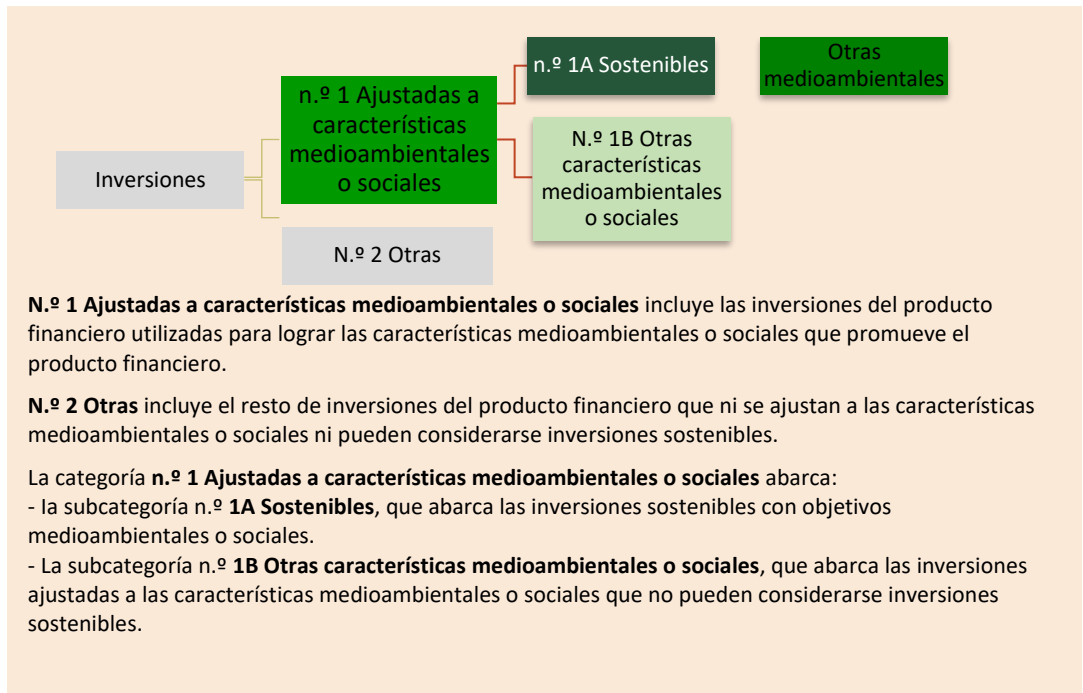 n.º 1A Sostenibles
Otras
medioambientales
n.º 1 Ajustadas a
características
medioambientales
o sociales
N.º 1B Otras
características
medioambientales
o sociales
Inversiones
N.º 2 Otras
N.º 1 Ajustadas a características medioambientales o sociales incluye las inversiones del producto
financiero utilizadas para lograr las características medioambientales o sociales que promueve el
producto financiero.
N.º 2 Otras incluye el resto de inversiones del producto financiero que ni se ajustan a las características
medioambientales o sociales ni pueden considerarse inversiones sostenibles.
La categoría n.º 1 Ajustadas a características medioambientales o sociales abarca:
- la subcategoría n.º 1A Sostenibles, que abarca las inversiones sostenibles con objetivos
medioambientales o sociales.
- La subcategoría n.º 1B Otras características medioambientales o sociales, que abarca las inversiones
ajustadas a las características medioambientales o sociales que no pueden considerarse inversiones
sostenibles.